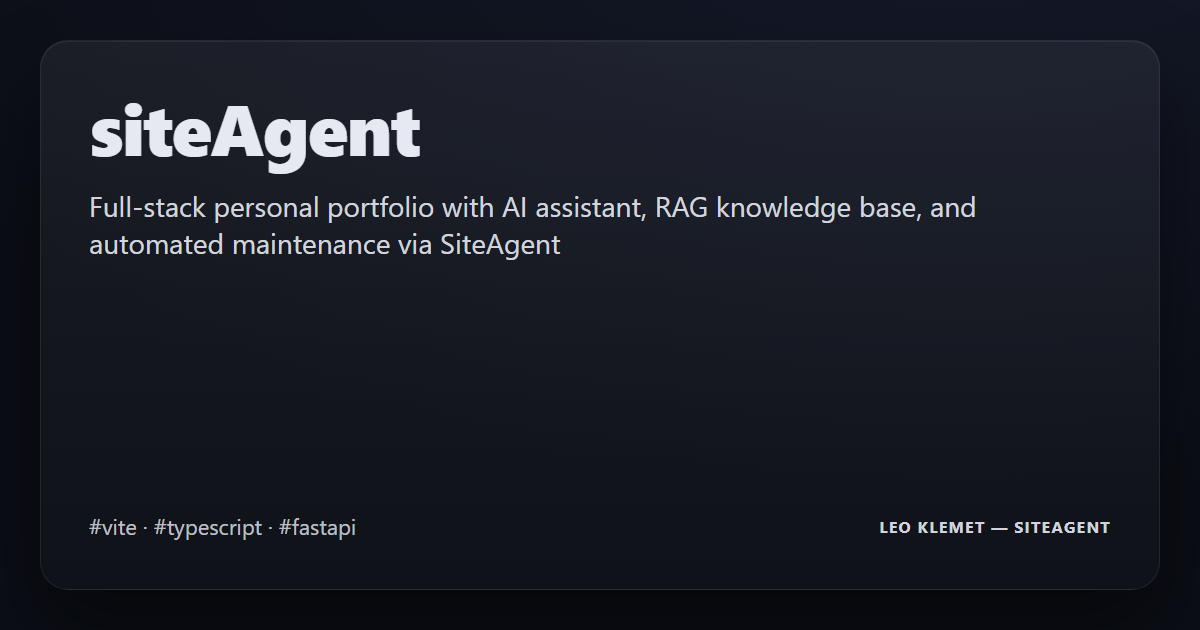 siteAgent
Full-stack personal portfolio with AI assistant, RAG knowledge base, and
automated maintenance via SiteAgent
#vite · #typescript · #fastapi
LEO KLEMET — SITEAGENT